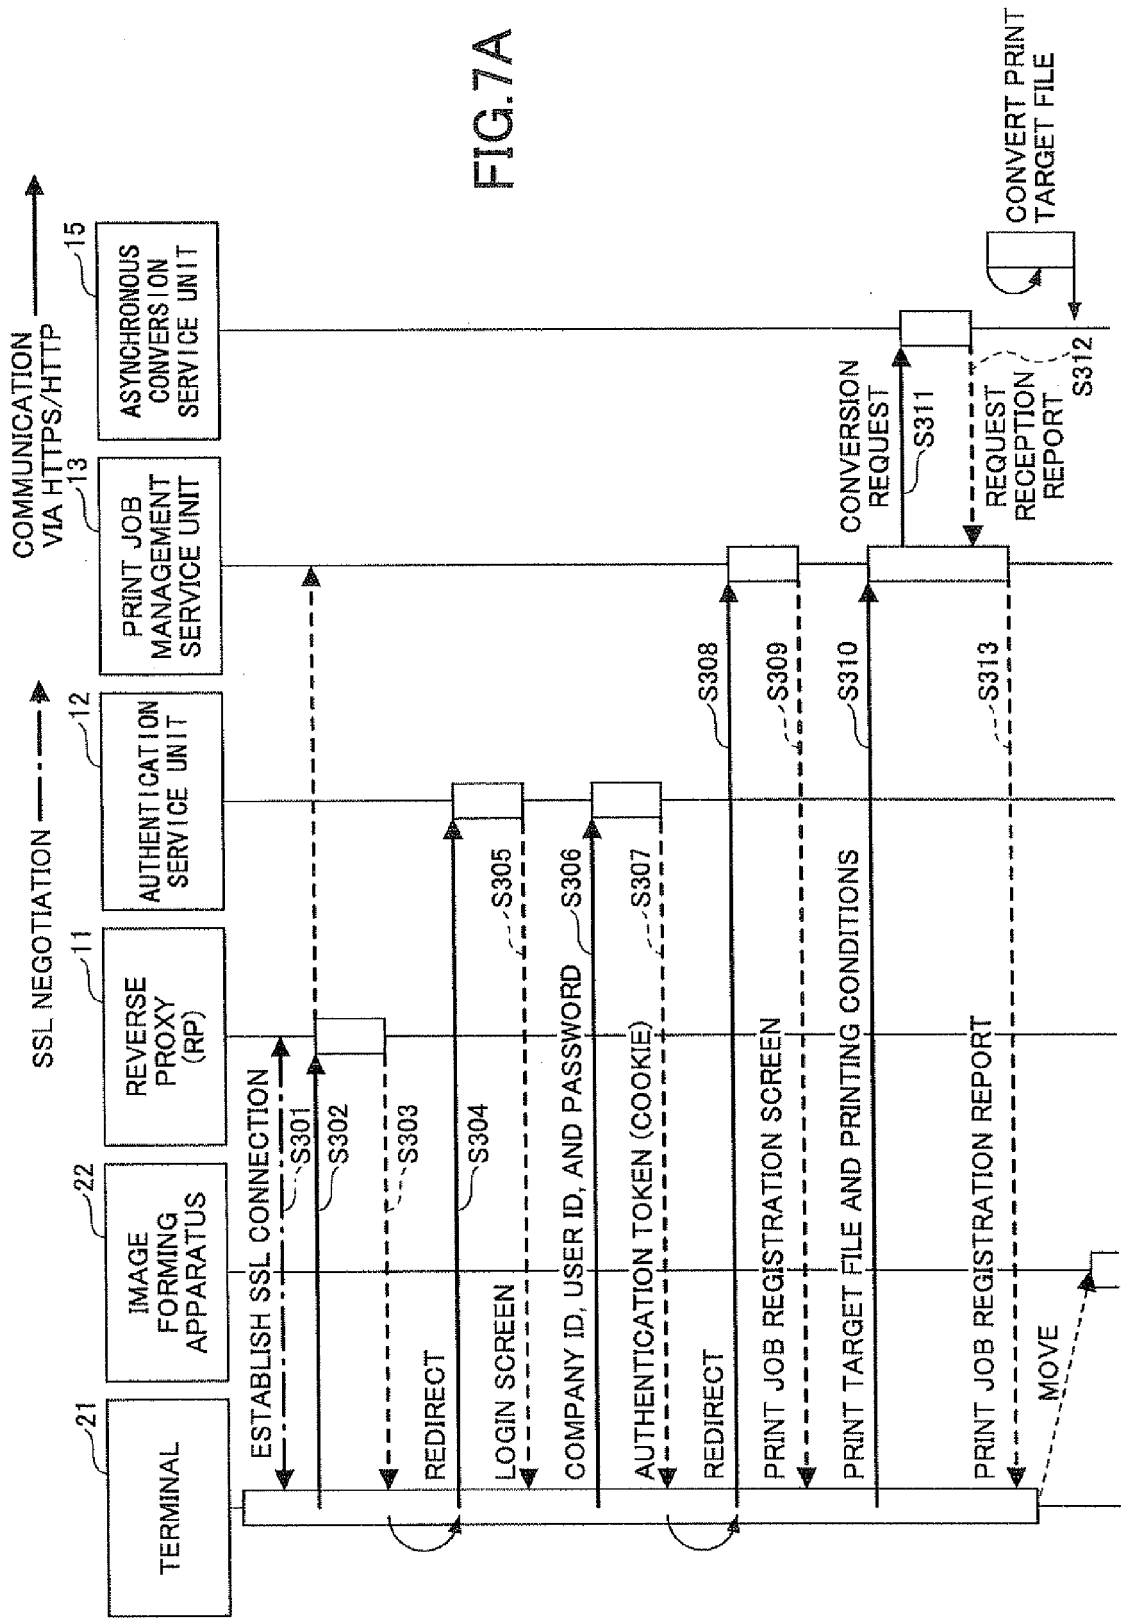 SSL NEGOTIATION
COMMUNICATION
VIA HTTPS/HTTP
21
TERMINAL
22
IMAGE
FORMING
APPARATUS
11
REVERSE
PROXY
(RP)
12
AUTHENTICATION
SERVICE UNIT
13
PRINT JOB
MANAGEMENT
SERVICE UNIT
15
ASYNCHRONOUS
CONVERSION
SERVICE UNIT
ESTABLISH SSL CONNECTION
S301
S302
S303
REDIRECT
S304
LOGIN SCREEN
S305
COMPANY ID, USER ID, AND PASSWORD
S306
AUTHENTICATION TOKEN (COOKIE)
S307
REDIRECT
S308
PRINT JOB REGISTRATION SCREEN
S309
PRINT TARGET FILE AND PRINTING CONDITIONS
S310
CONVERSION
REQUEST
S311
REQUEST
RECEPTION
REPORT
S312
PRINT JOB REGISTRATION REPORT
S313
CONVERT PRINT
TARGET FILE
MOVE
FIG.7A